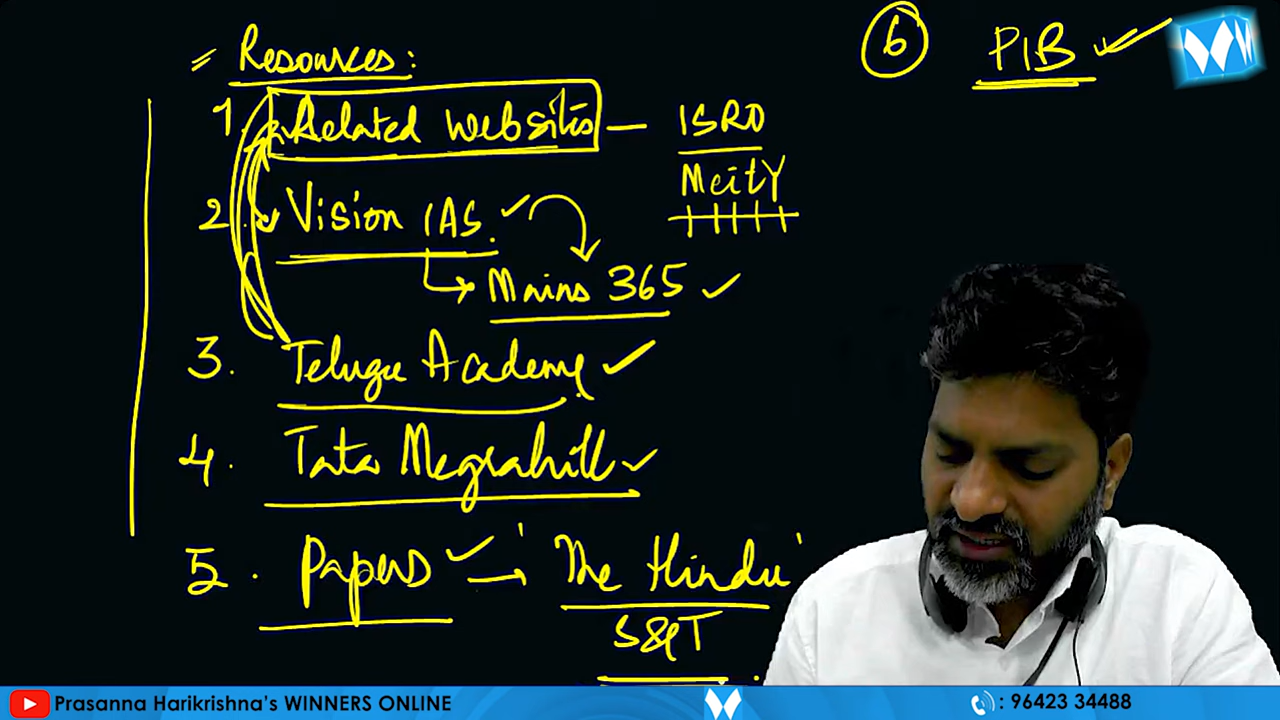 Resources:
1. Related websites — ISRO
MeitY
2. Vision IAS.
Mains 365
3. Telugu Academy
4. Tata Megrahill
5. Papers → 'The Hindu'
S&T
6 PIB
W
Prasanna Harikrishna's WINNERS ONLINE
W
: 96423 34488